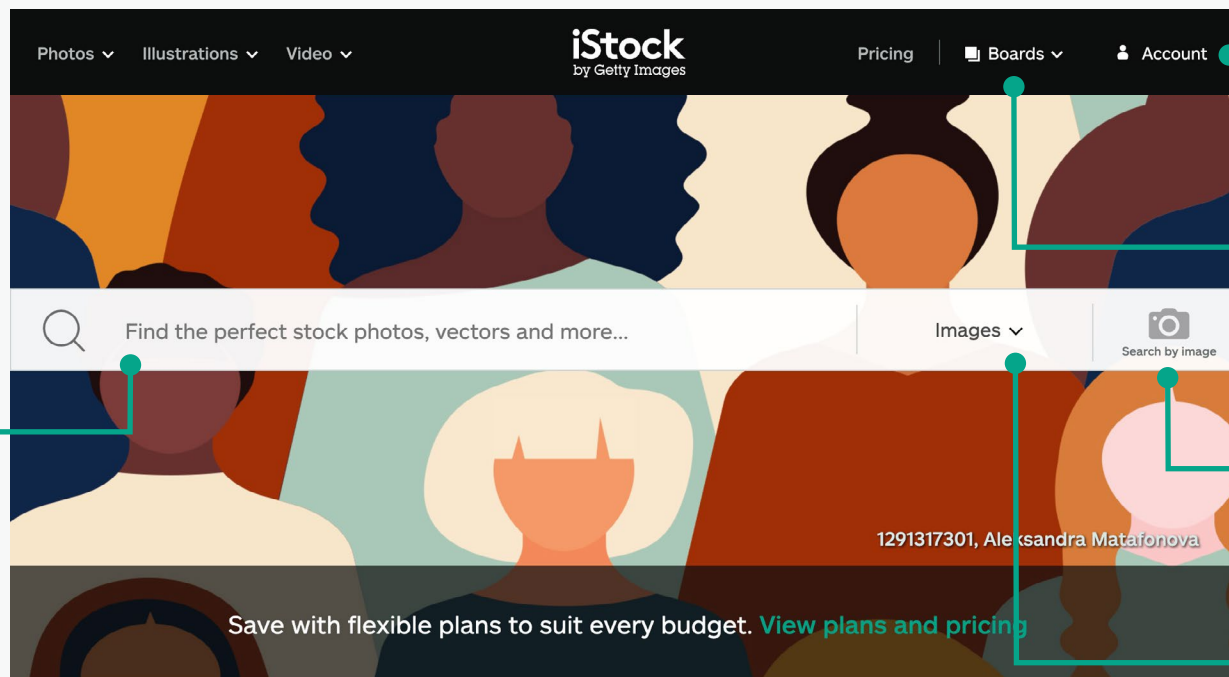 Photos Illustrations Video
iStock
by Getty Images
Pricing Boards Account
Find the perfect stock photos, vectors and more...
Images
Search by image
1291317301, Aleksandra Matafonova
Save with flexible plans to suit every budget. View plans and pricing